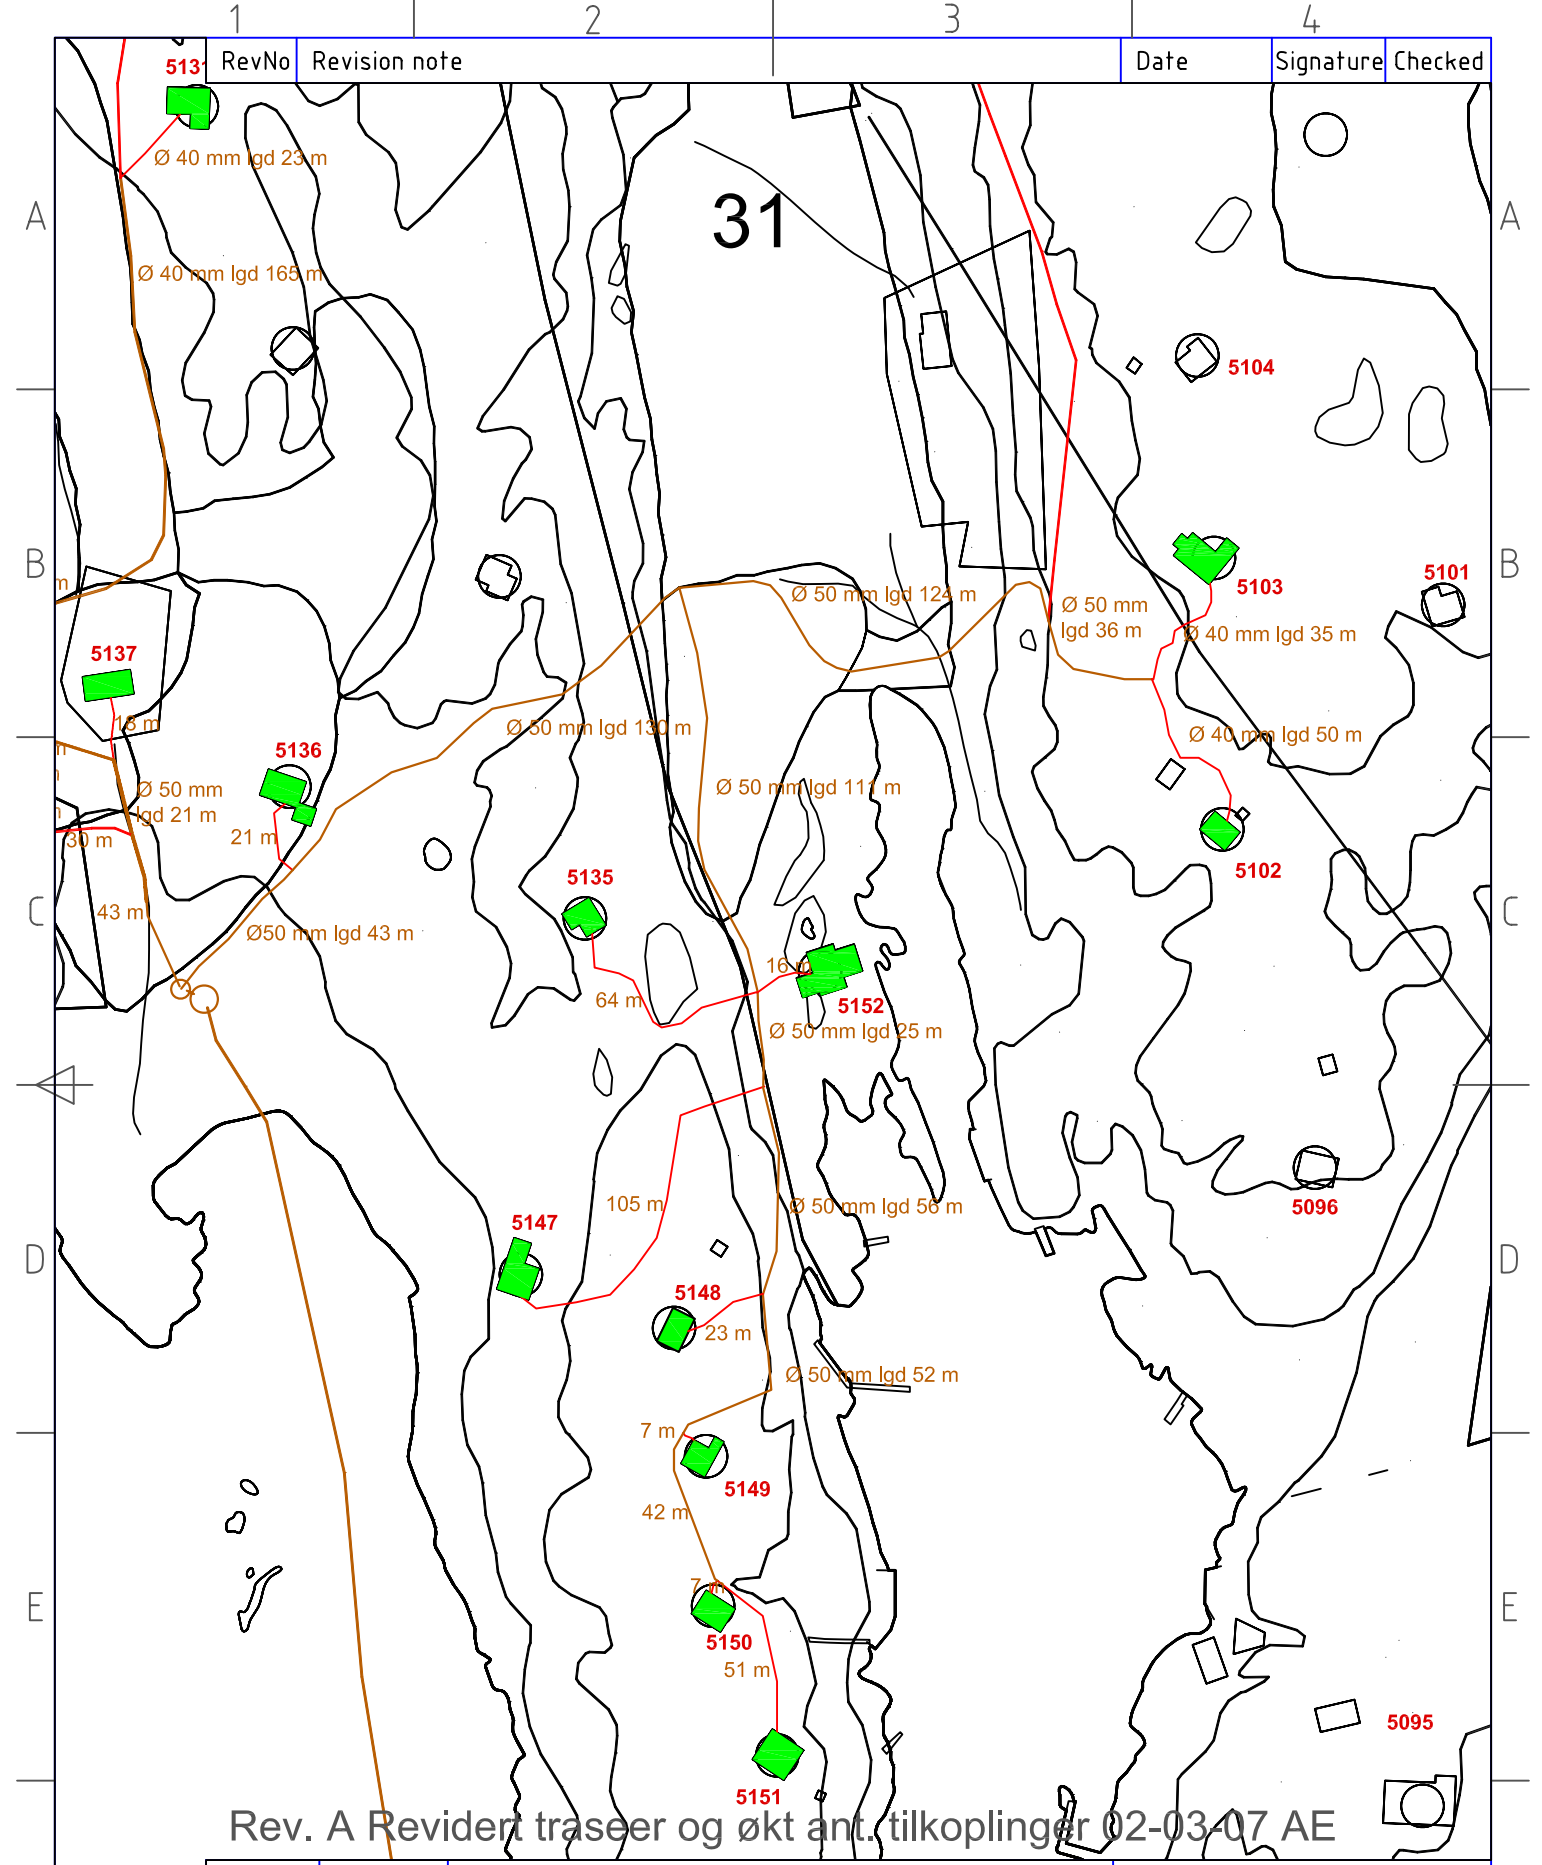 1 2 3 4
RevNo Revision note Date Signature Checked
5131
Ø 40 mm lgd 23 m
A 31 A
Ø 40 mm lgd 165 m
5104
B B
5101
m
5103
Ø 50 mm lgd 124 m
Ø 50 mm
lgd 36 m
Ø 40 mm lgd 35 m
5137
18 m
Ø 50 mm lgd 130 m
Ø 40 mm lgd 50 m
5136
m
Ø 50 mm
lgd 21 m
Ø 50 mm lgd 111 m
30 m
21 m
5102
5135
C C
43 m
Ø50 mm lgd 43 m
16 m
64 m
5152
Ø 50 mm lgd 25 m
105 m
Ø 50 mm lgd 56 m
5096
5147
D D
5148
23 m
Ø 50 mm lgd 52 m
7 m
5149
42 m
7 m
E E
5150
51 m
5095
5151
Rev. A Revidert traseer og økt ant. tilkoplinger 02-03-07 AE